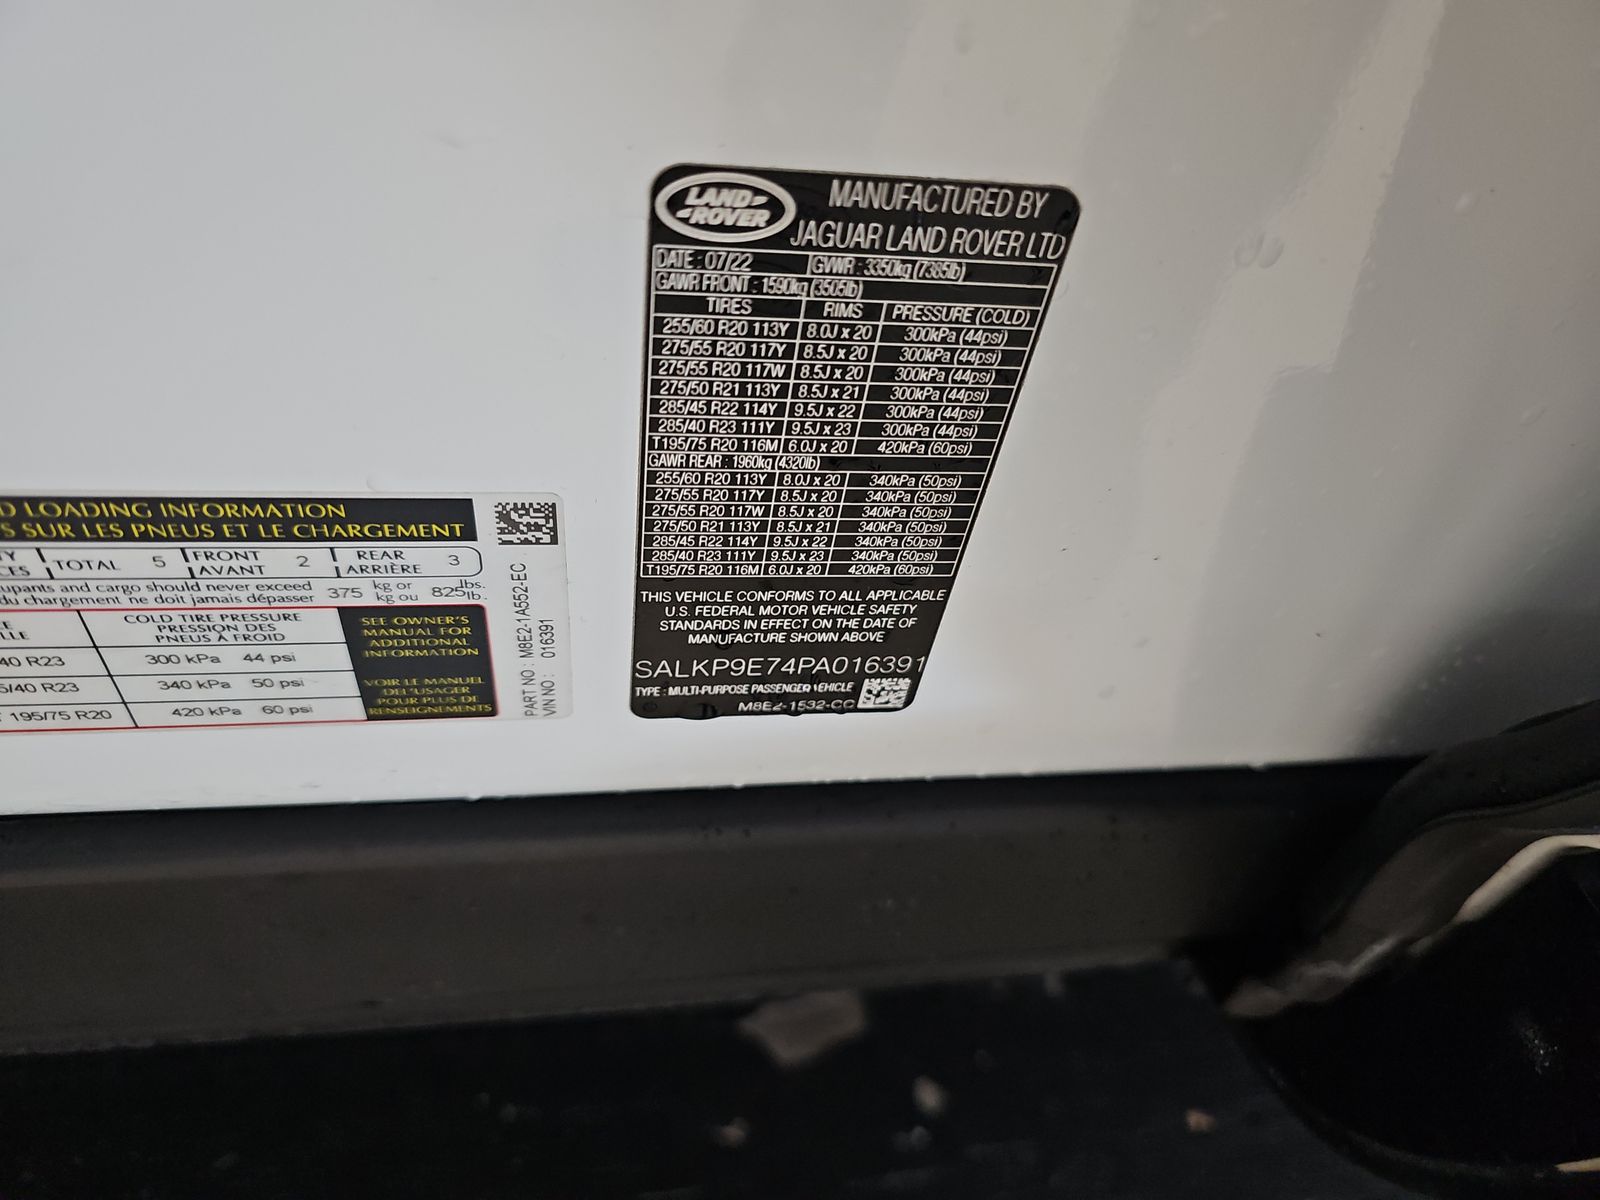 LAND
ROVER
MANUFACTURED BY
JAGUAR LAND ROVER LTD
DATE : 07/22 GVWR : 3350kg (7385lb)
GAWR FRONT : 1590kg (3505lb)
TIRES RIMS PRESSURE (COLD)
255/60 R20 113Y 8.0J x 20 300kPa (44psi)
275/55 R20 117Y 8.5J x 20 300kPa (44psi)
275/55 R20 117W 8.5J x 20 300kPa (44psi)
275/50 R21 113Y 8.5J x 21 300kPa (44psi)
285/45 R22 114Y 9.5J x 22 300kPa (44psi)
285/40 R23 111Y 9.5J x 23 300kPa (44psi)
T195/75 R20 116M 6.0J x 20 420kPa (60psi)
GAWR REAR : 1960kg (4320lb)
255/60 R20 113Y 8.0J x 20 340kPa (50psi)
275/55 R20 117Y 8.5J x 20 340kPa (50psi)
275/55 R20 117W 8.5J x 20 340kPa (50psi)
275/50 R21 113Y 8.5J x 21 340kPa (50psi)
285/45 R22 114Y 9.5J x 22 340kPa (50psi)
285/40 R23 111Y 9.5J x 23 340kPa (50psi)
T195/75 R20 116M 6.0J x 20 420kPa (60psi)
THIS VEHICLE CONFORMS TO ALL APPLICABLE
U.S. FEDERAL MOTOR VEHICLE SAFETY
STANDARDS IN EFFECT ON THE DATE OF
MANUFACTURE SHOWN ABOVE
SALKP9E74PA016391
TYPE : MULTI-PURPOSE PASSENGER VEHICLE
M8E2-1532-CC
D LOADING INFORMATION
S SUR LES PNEUS ET LE CHARGEMENT
TY TOTAL 5 FRONT 2 REAR 3
CES AVANT ARRIÈRE
upants and cargo should never exceed 375 kg or 825 lbs.
du chargement ne doit jamais dépasser kg ou lb.
E COLD TIRE PRESSURE
LLE PRESSION DES
PNEUS À FROID
40 R23 300 kPa 44 psi
5/40 R23 340 kPa 50 psi
T 195/75 R20 420 kPa 60 psi
SEE OWNER'S
MANUAL FOR
ADDITIONAL
INFORMATION
VOIR LE MANUEL
DE L'USAGER
POUR PLUS DE
RENSEIGNEMENTS
PART NO : M8E2-1A552-EC
VIN NO : 016391